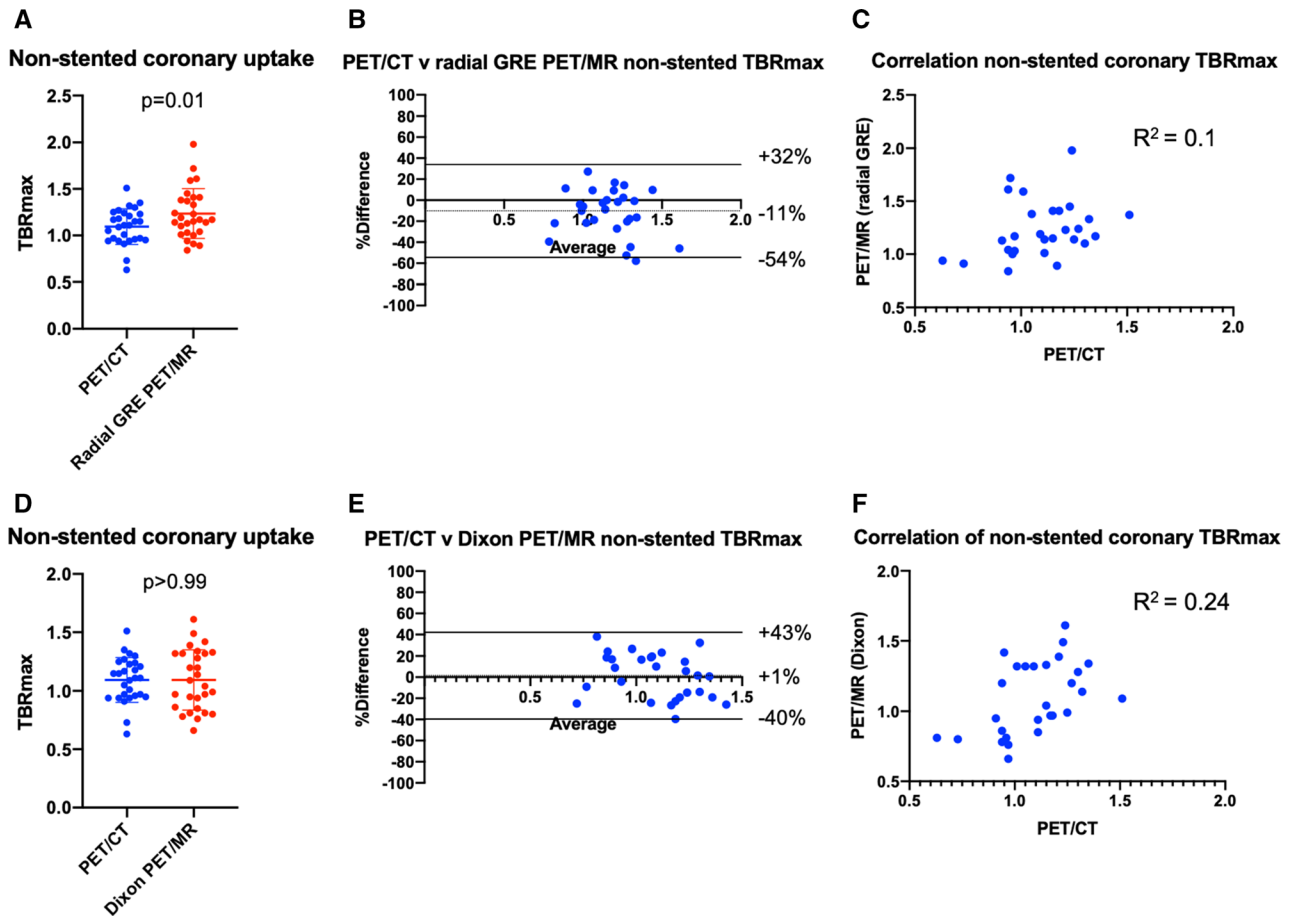 A
Non-stented coronary uptake
p=0.01
2.5
2.0
1.5
1.0
0.5
0.0
TBRmax
PET/CT
Radial GRE PET/MR
B
PET/CT v radial GRE PET/MR non-stented TBRmax
100
80
60
40
20
0
-20
-40
-60
-80
-100
%Difference
0.5
1.0
1.5
2.0
Average
+32%
-11%
-54%
C
Correlation non-stented coronary TBRmax
R² = 0.1
2.5
2.0
1.5
1.0
0.5
PET/MR (radial GRE)
0.5
1.0
1.5
2.0
PET/CT
D
Non-stented coronary uptake
p>0.99
2.0
1.5
1.0
0.5
0.0
TBRmax
PET/CT
Dixon PET/MR
E
PET/CT v Dixon PET/MR non-stented TBRmax
100
80
60
40
20
0
-20
-40
-60
-80
-100
%Difference
0.5
1.0
1.5
Average
+43%
+1%
-40%
F
Correlation of non-stented coronary TBRmax
R² = 0.24
2.0
1.5
1.0
0.5
PET/MR (Dixon)
0.5
1.0
1.5
2.0
PET/CT